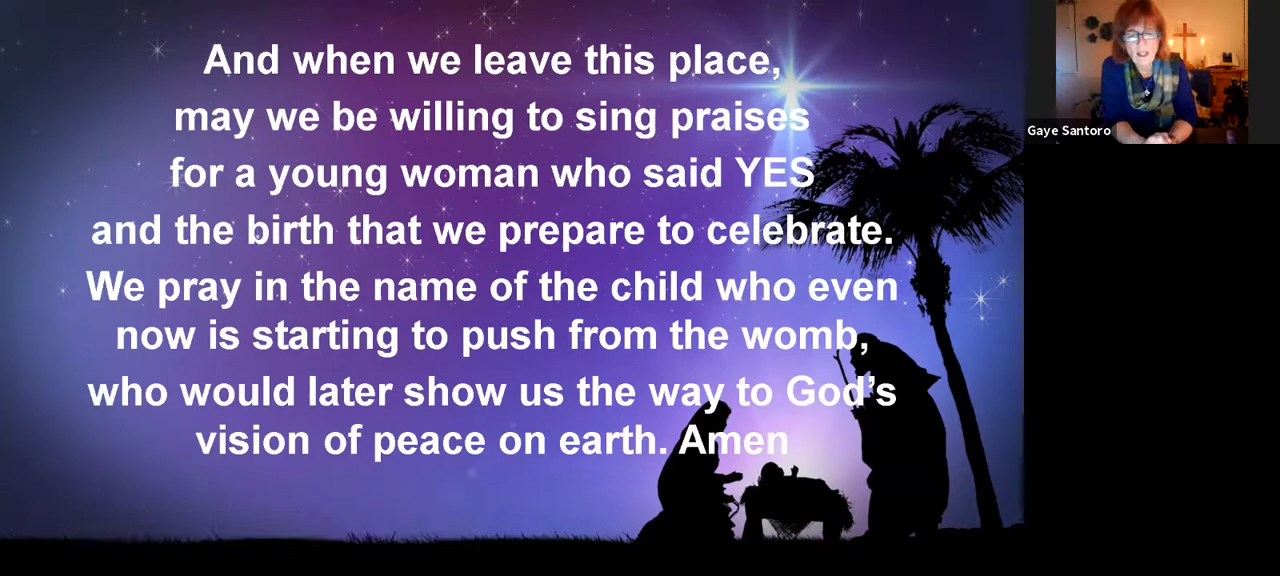 And when we leave this place,
may we be willing to sing praises
for a young woman who said YES
and the birth that we prepare to celebrate.
We pray in the name of the child who even
now is starting to push from the womb,
who would later show us the way to God’s
vision of peace on earth. Amen
Gaye Santoro